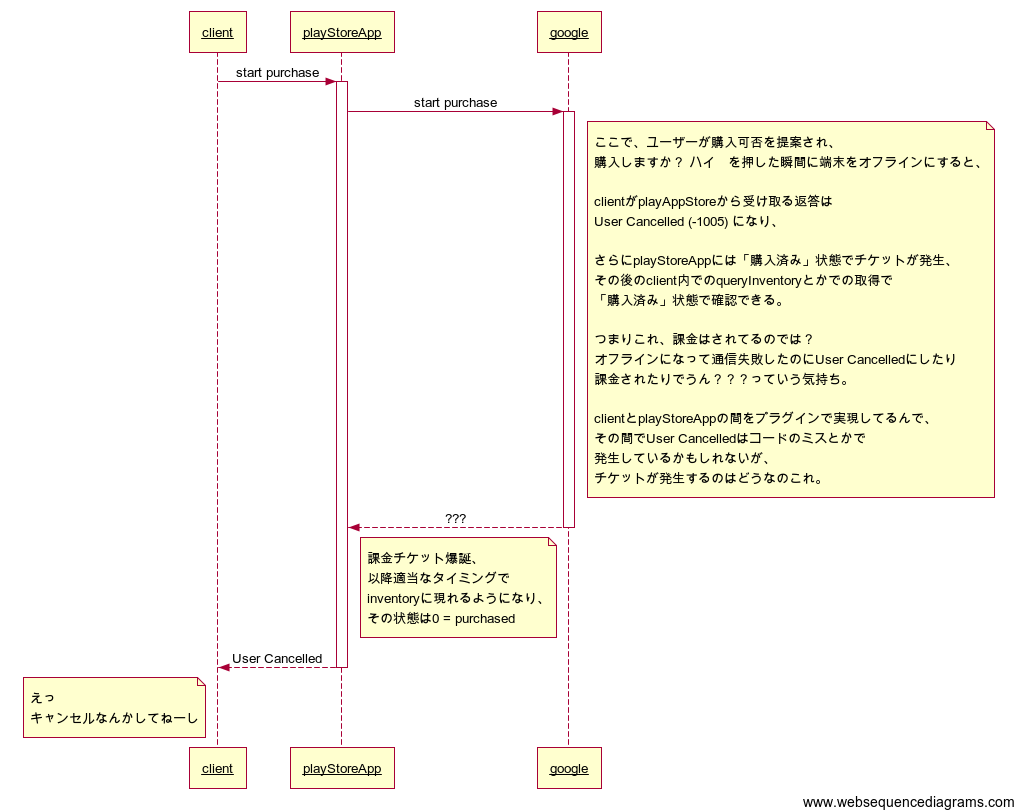 client
playStoreApp
google
start purchase
start purchase
ここで、ユーザーが購入可否を提案され、
購入しますか？ ハイ　を押した瞬間に端末をオフラインにすると、
clientがplayAppStoreから受け取る返答は
User Cancelled (-1005) になり、
さらにplayStoreAppには「購入済み」状態でチケットが発生、
その後のclient内でのqueryInventoryとかでの取得で
「購入済み」状態で確認できる。
つまりこれ、課金はされてるのでは？
オフラインになって通信失敗したのにUser Cancelledにしたり
課金されたりでうん？？？っていう気持ち。
clientとplayStoreAppの間をプラグインで実現してるんで、
その間でUser Cancelledはコードのミスとかで
発生しているかもしれないが、
チケットが発生するのはどうなのこれ。
???
課金チケット爆誕、
以降適当なタイミングで
inventoryに現れるようになり、
その状態は0 = purchased
User Cancelled
えっ
キャンセルなんかしてねーし
client
playStoreApp
google
www.websequencediagrams.com